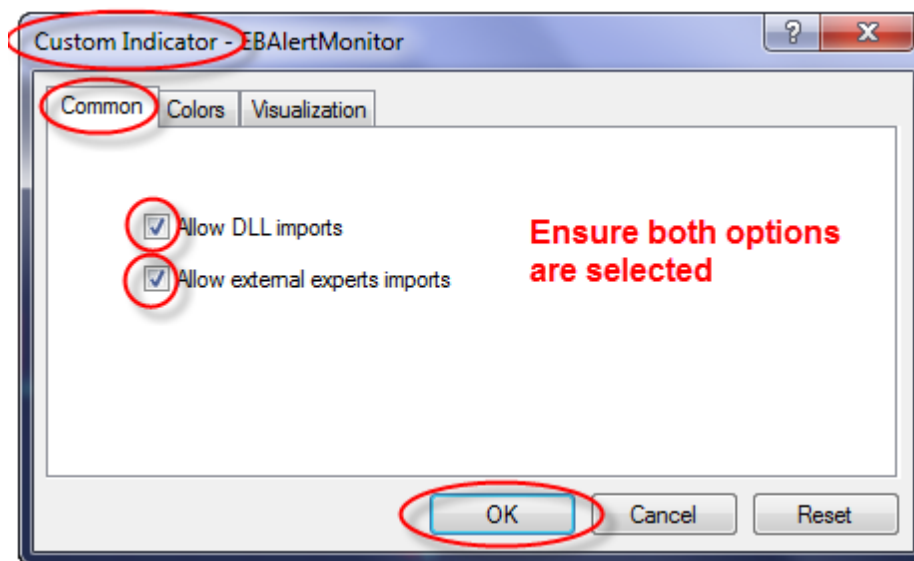 Custom Indicator - EBAlertMonitor
?
x
Common
Colors
Visualization
Allow DLL imports
Allow external experts imports
Ensure both options
are selected
OK
Cancel
Reset